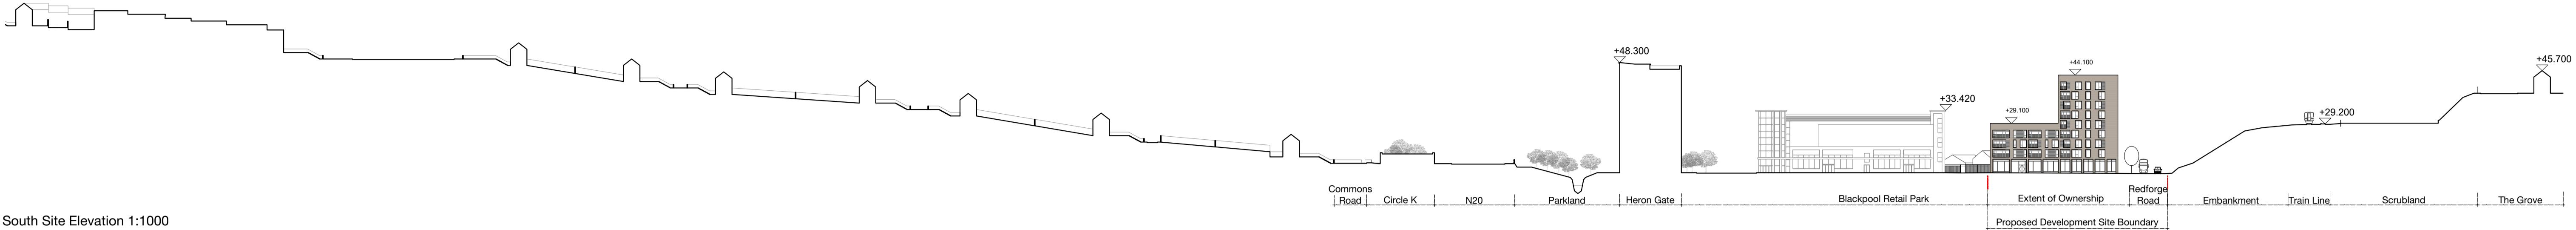 +48.300
+33.420
+29.100
+44.100
+29.200
+45.700
Commons
Road
Circle K
N20
Parkland
Heron Gate
Blackpool Retail Park
Extent of Ownership
Redforge
Road
Embankment
Train Line
Scrubland
The Grove
Proposed Development Site Boundary
South Site Elevation 1:1000